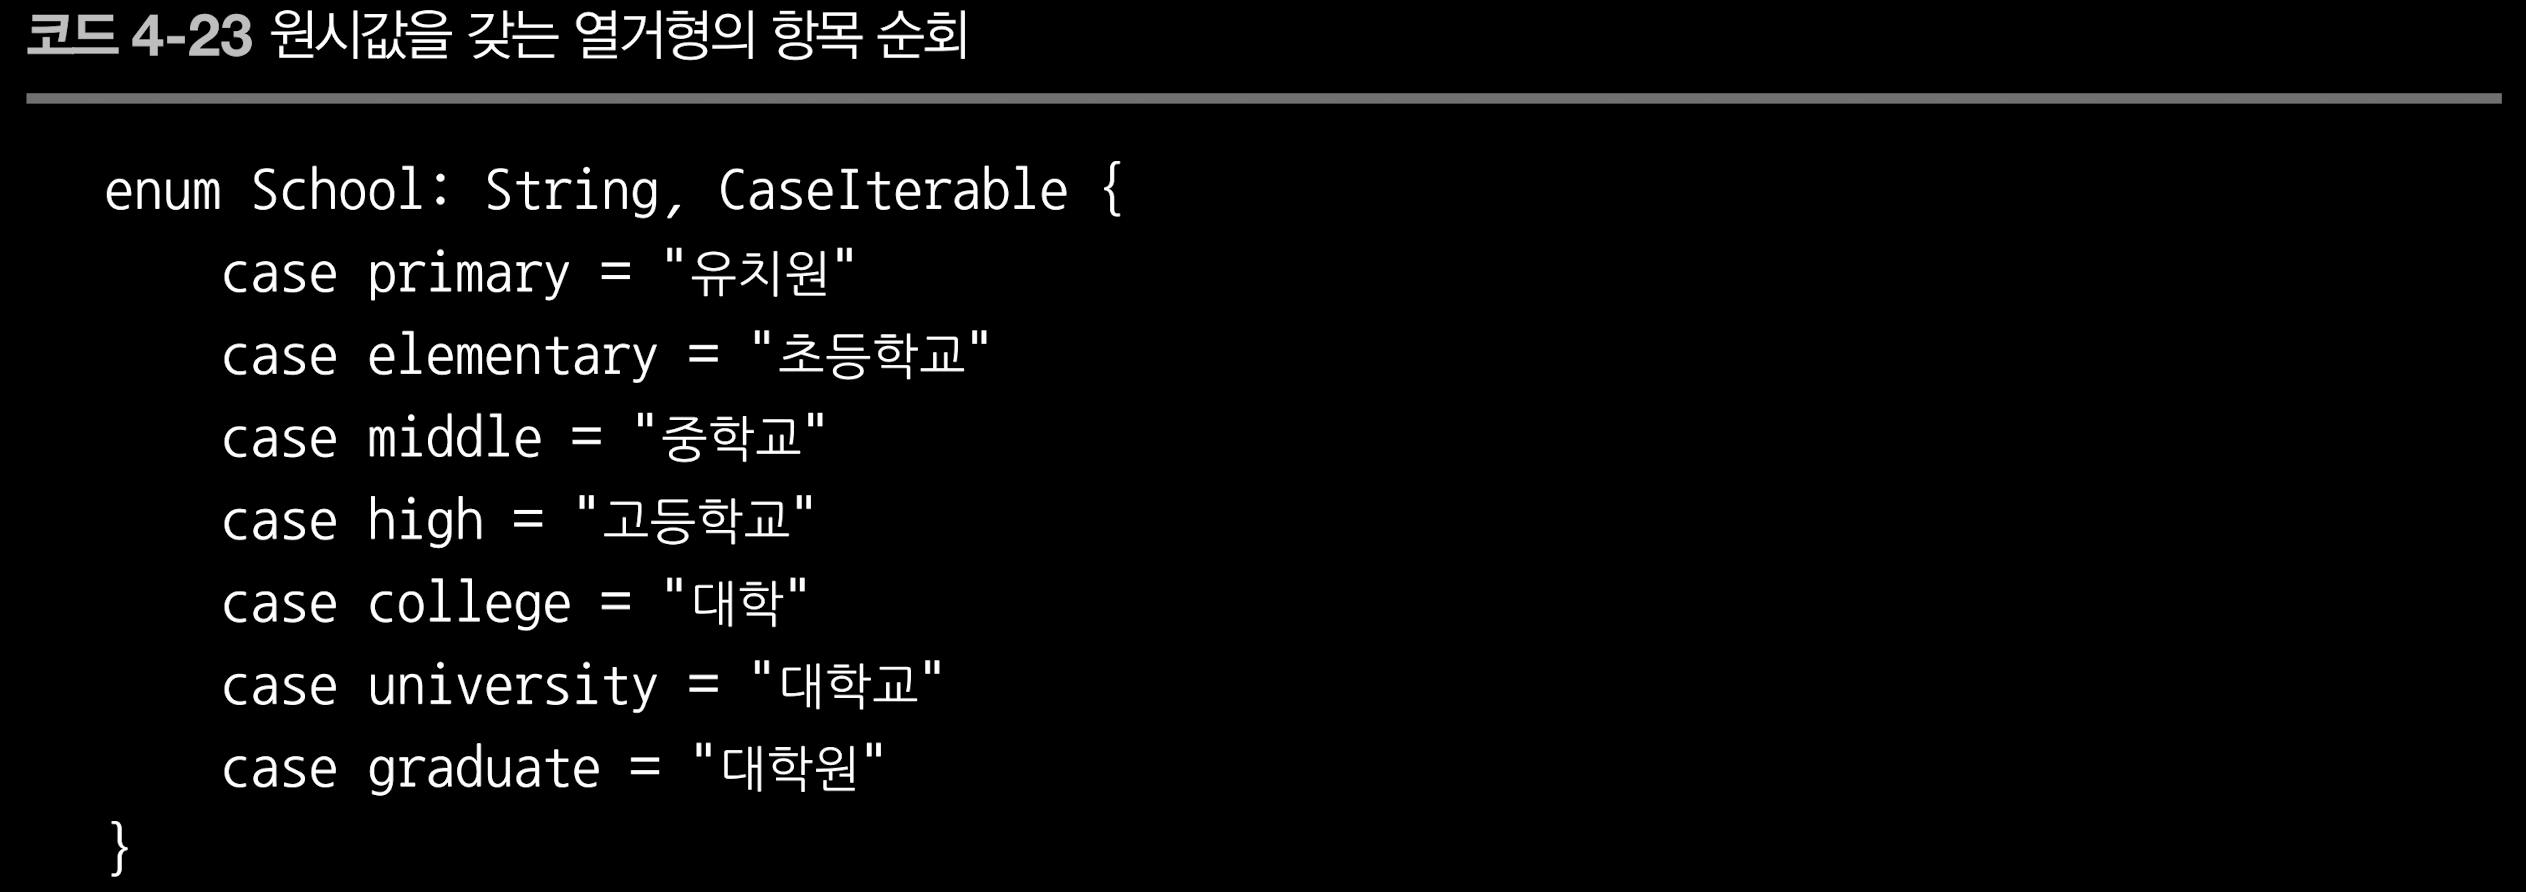 코드 4-23 원시값을 갖는 열거형의 항목 순회
enum School: String, CaseIterable {
    case primary = "유치원"
    case elementary = "초등학교"
    case middle = "중학교"
    case high = "고등학교"
    case college = "대학"
    case university = "대학교"
    case graduate = "대학원"
}